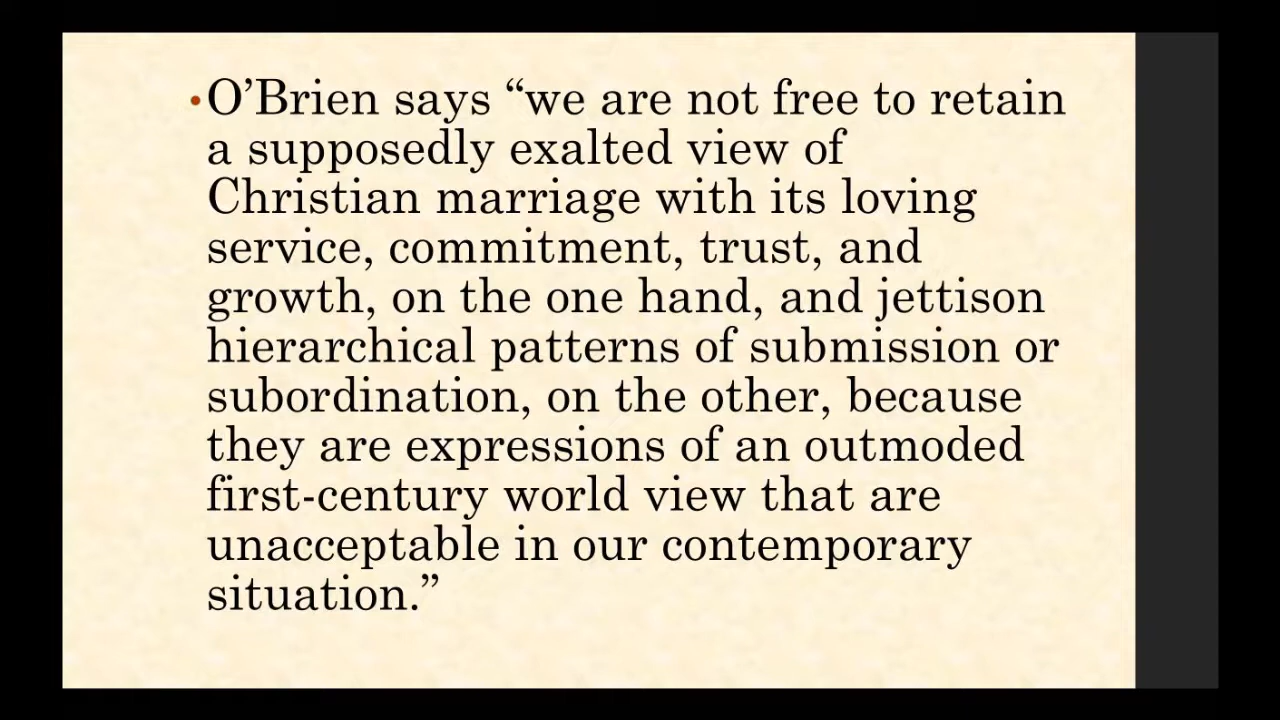 •O’Brien says “we are not free to retain
a supposedly exalted view of
Christian marriage with its loving
service, commitment, trust, and
growth, on the one hand, and jettison
hierarchical patterns of submission or
subordination, on the other, because
they are expressions of an outmoded
first-century world view that are
unacceptable in our contemporary
situation.”